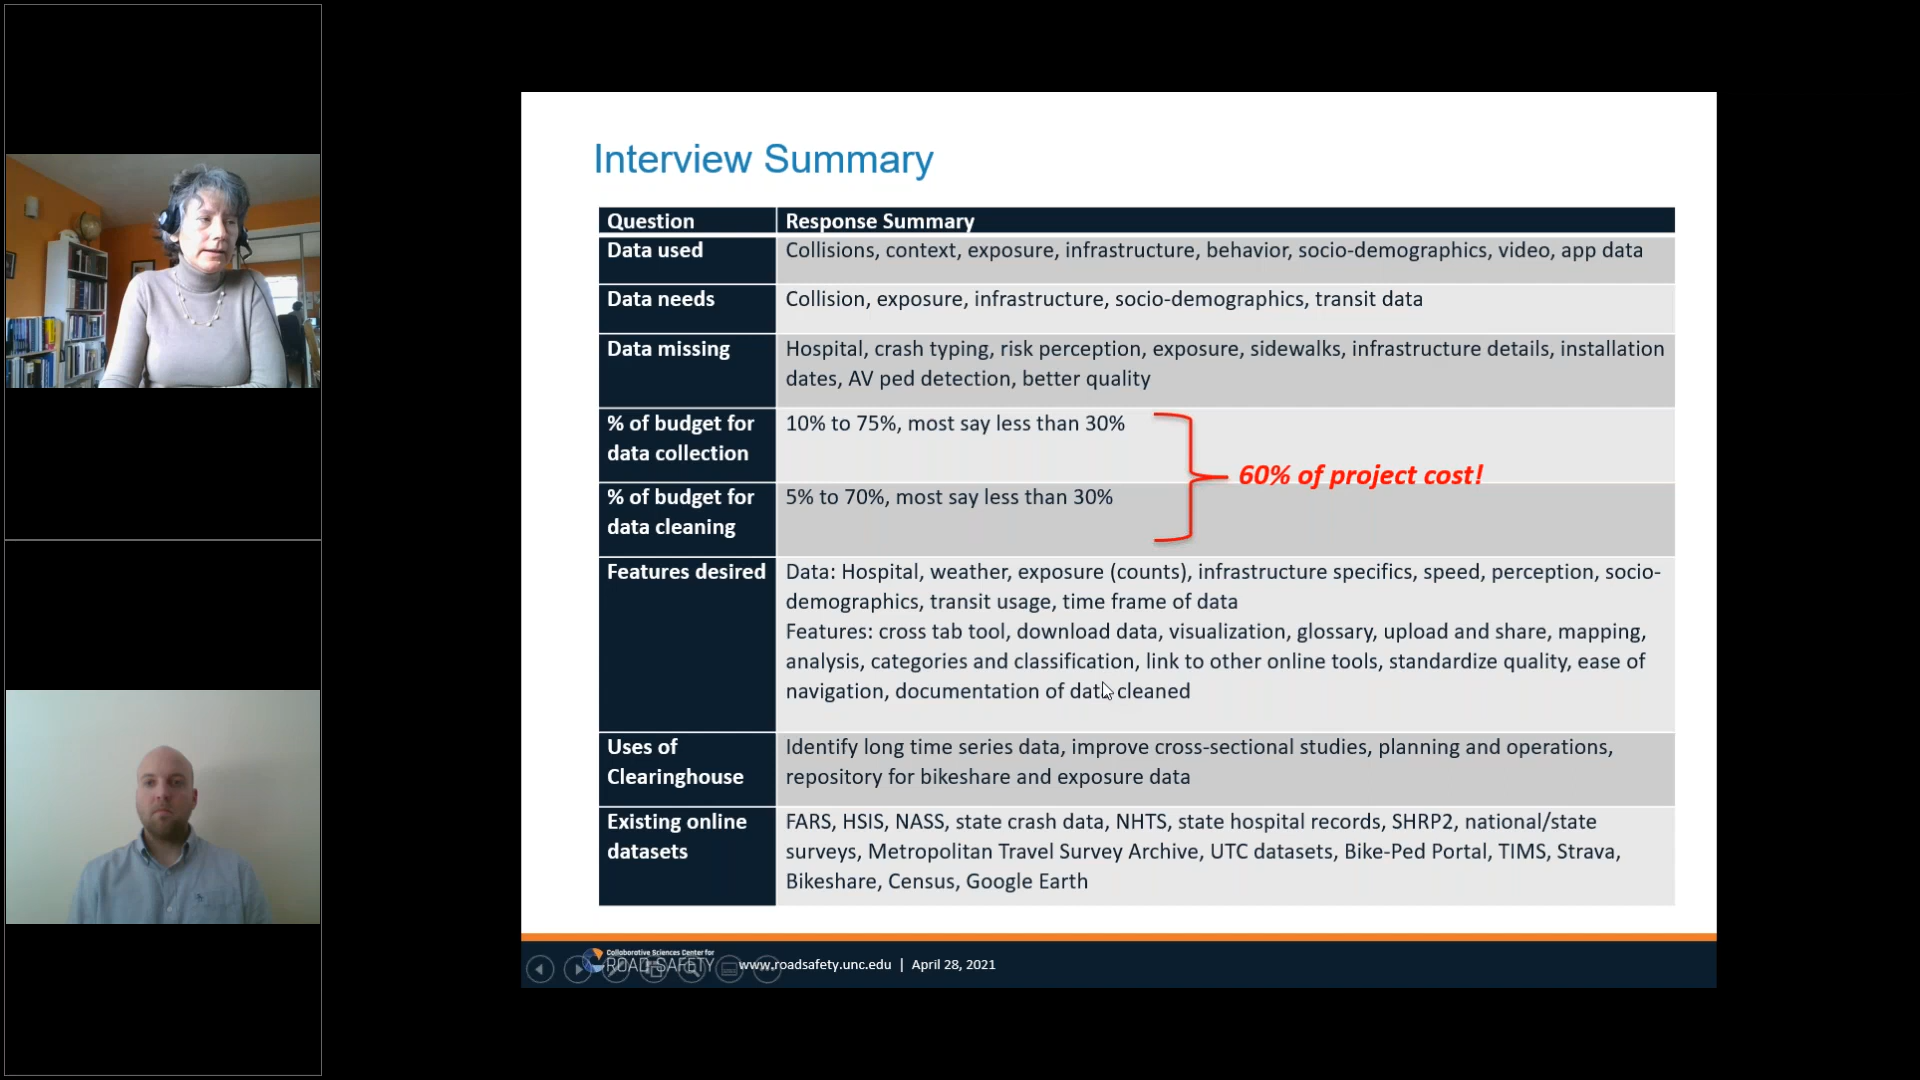 Interview Summary
Question
Response Summary
Data used
Collisions, context, exposure, infrastructure, behavior, socio-demographics, video, app data
Data needs
Collision, exposure, infrastructure, socio-demographics, transit data
Data missing
Hospital, crash typing, risk perception, exposure, sidewalks, infrastructure details, installation
dates, AV ped detection, better quality
% of budget for
data collection
10% to 75%, most say less than 30%
% of budget for
data cleaning
5% to 70%, most say less than 30%
60% of project cost!
Features desired
Data: Hospital, weather, exposure (counts), infrastructure specifics, speed, perception, socio-
demographics, transit usage, time frame of data
Features: cross tab tool, download data, visualization, glossary, upload and share, mapping,
analysis, categories and classification, link to other online tools, standardize quality, ease of
navigation, documentation of data cleaned
Uses of
Clearinghouse
Identify long time series data, improve cross-sectional studies, planning and operations,
repository for bikeshare and exposure data
Existing online
datasets
FARS, HSIS, NASS, state crash data, NHTS, state hospital records, SHRP2, national/state
surveys, Metropolitan Travel Survey Archive, UTC datasets, Bike-Ped Portal, TIMS, Strava,
Bikeshare, Census, Google Earth
Collaborative Sciences Center for
ROAD SAFETY
www.roadsafety.unc.edu | April 28, 2021